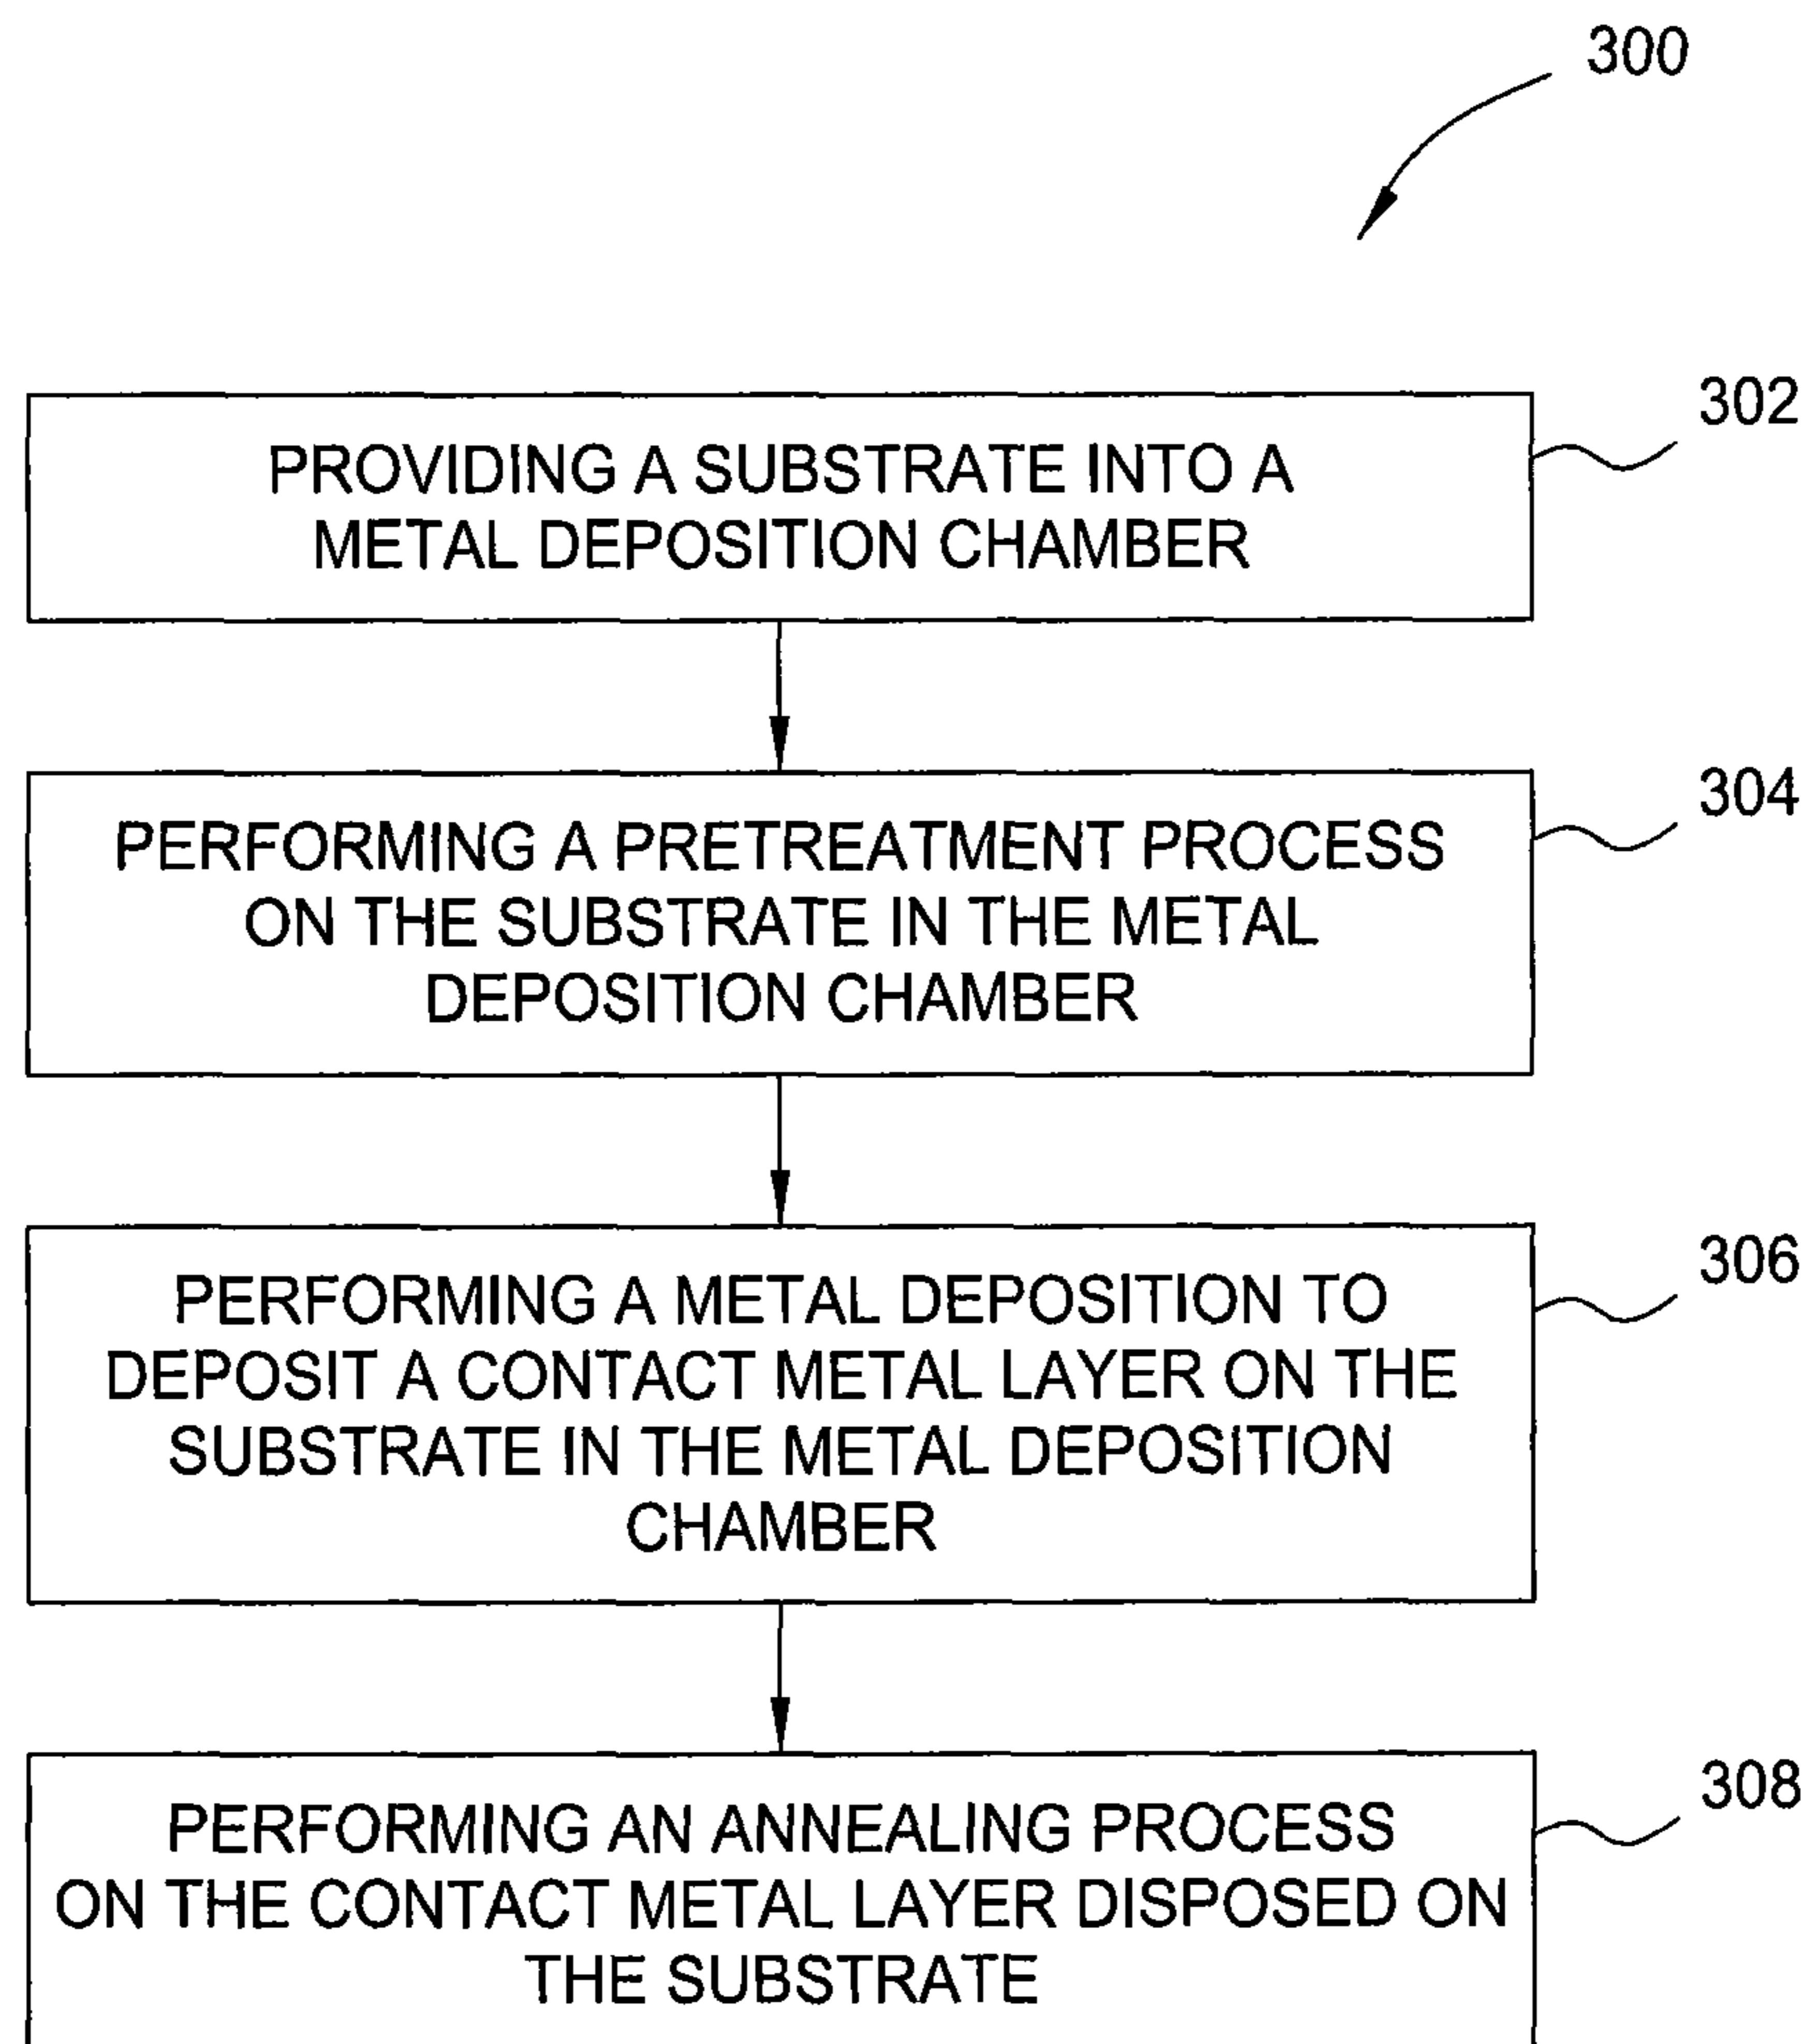 300
302
PROVIDING A SUBSTRATE INTO A
METAL DEPOSITION CHAMBER
304
PERFORMING A PRETREATMENT PROCESS
ON THE SUBSTRATE IN THE METAL
DEPOSITION CHAMBER
306
PERFORMING A METAL DEPOSITION TO
DEPOSIT A CONTACT METAL LAYER ON THE
SUBSTRATE IN THE METAL DEPOSITION
CHAMBER
308
PERFORMING AN ANNEALING PROCESS
ON THE CONTACT METAL LAYER DISPOSED ON
THE SUBSTRATE